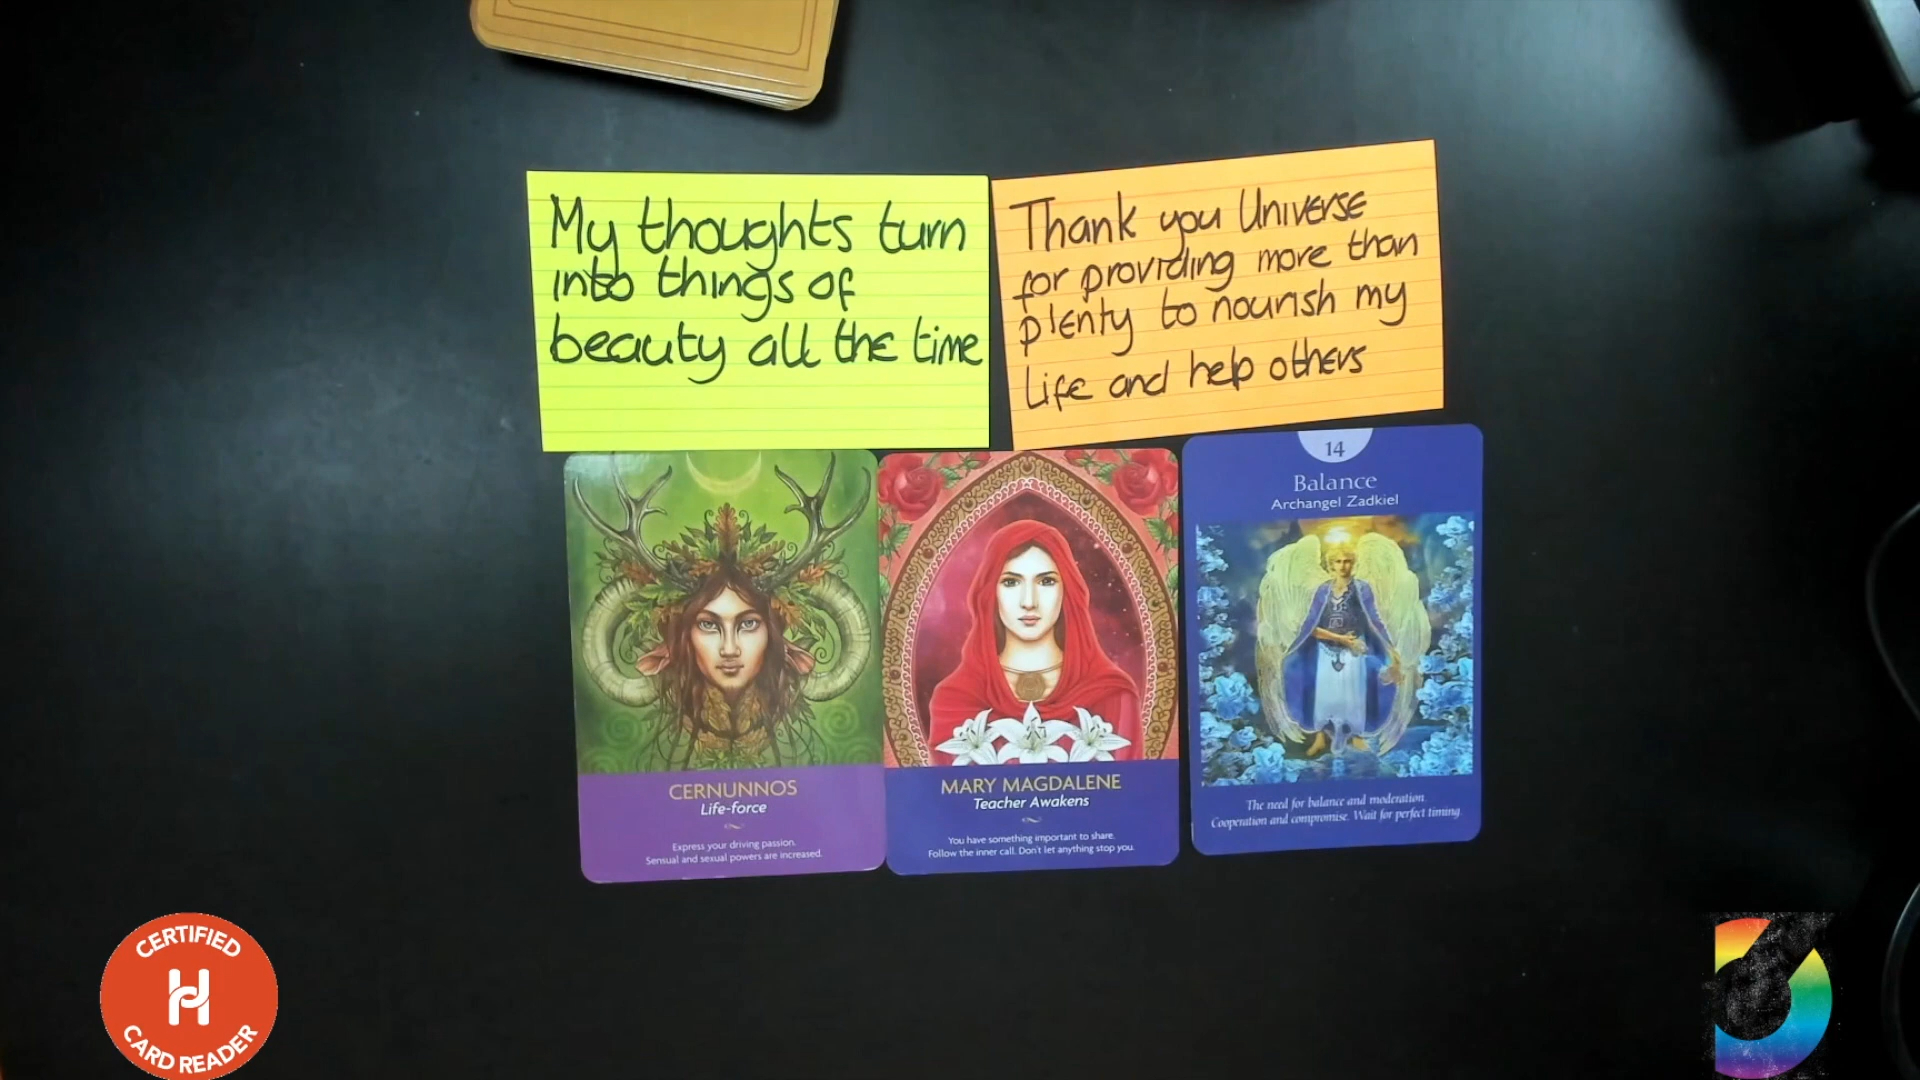 My thoughts turn
into things of
beauty all the time
Thank you Universe
for providing more than
plenty to nourish my
life and help others
CERNUNNOS
Life-force
Express your driving passion.
Sensual and sexual powers are increased.
MARY MAGDALENE
Teacher Awakens
You have something important to share.
Follow the inner call. Don't let anything stop you.
14
Balance
Archangel Zadkiel
The need for balance and moderation.
Cooperation and compromise. Wait for perfect timing.
CERTIFIED
H
CARD READER